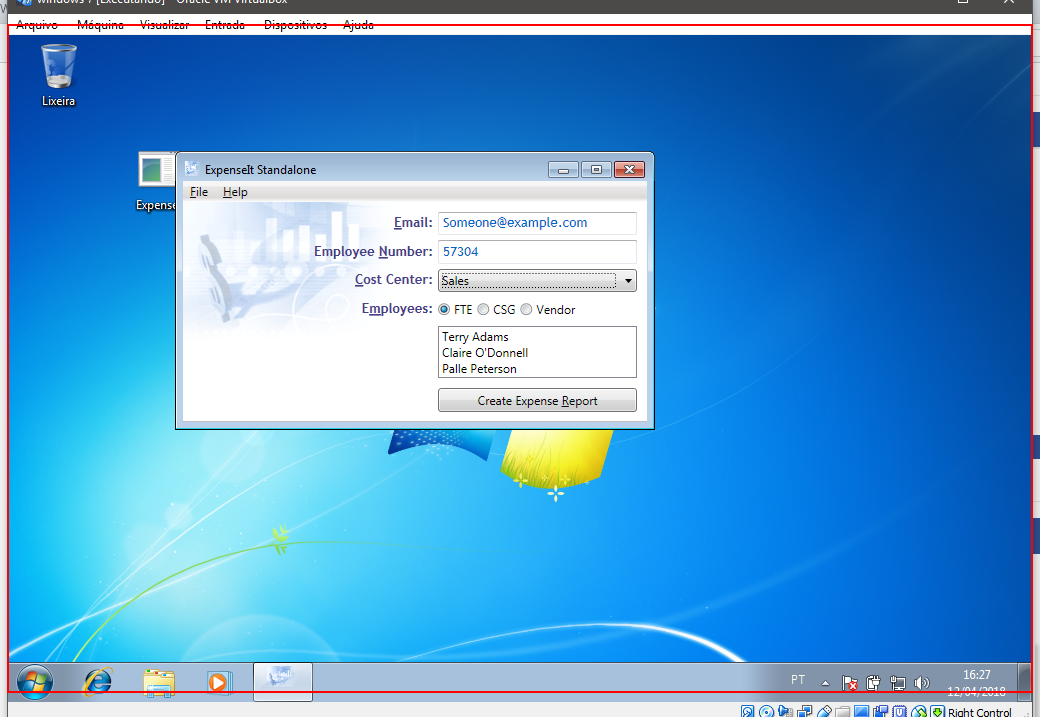 windows 7 [Executando] - Oracle VM VirtualBox
Arquivo Máquina Visualizar Entrada Dispositivos Ajuda
Lixeira
Expense
ExpenseIt Standalone
File Help
Email: Someone@example.com
Employee Number: 57304
Cost Center: Sales
Employees: FTE CSG Vendor
Terry Adams
Claire O'Donnell
Palle Peterson
Create Expense Report
PT
16:27
12/04/2018
Right Control